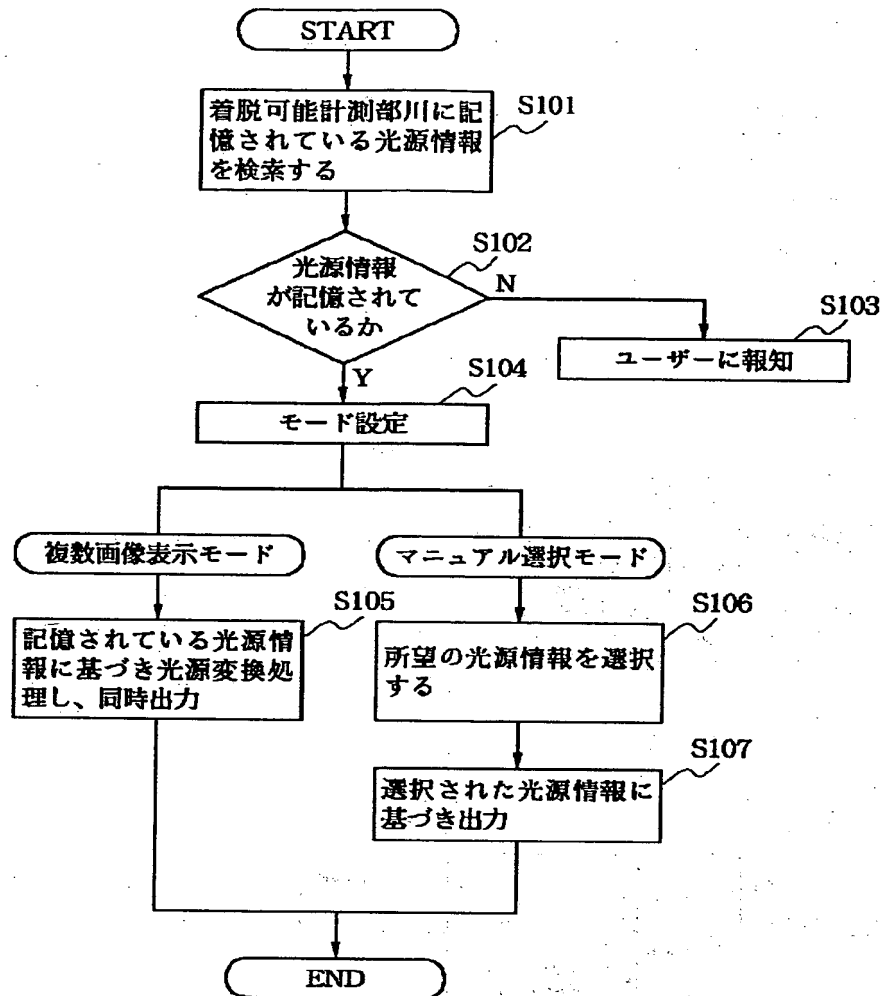 START
着脱可能計測部川に記
憶されている光源情報
を検索する
S101
光源情報
が記憶されて
いるか
S102
N
Y
S103
ユーザーに報知
S104
モード設定
複数画像表示モード
マニュアル選択モード
S105
記憶されている光源情
報に基づき光源変換処
理し、同時出力
S106
所望の光源情報を選択
する
S107
選択された光源情報に
基づき出力
END